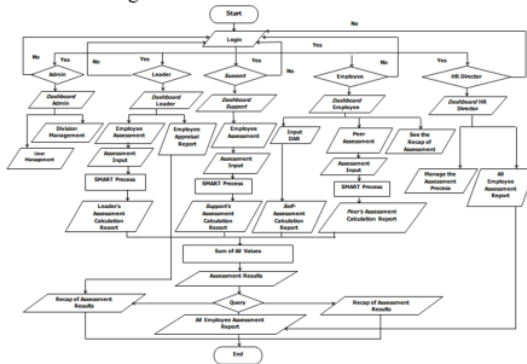 Start
Login
No
No
Yes
No
Yes
Yes
No
Yes
No
Yes
Admin
Leader
Support
Employee
HR Director
Dashboard
Admin
Dashboard
Leader
Dashboard
Support
Dashboard
Employee
Dashboard HR
Director
Division
Management
User
Management
Employee
Assessment
Employee
Appraisal
Report
Employee
Assessment
Input
DAR
Peer
Assessment
See the
Recap of
Assessment
Assessment
Input
Assessment
Input
Assessment
Input
SMART Process
SMART Process
SMART Process
Manage the
Assessment
Process
All
Employee
Assessment
Report
Leader's
Assessment
Calculation
Report
Support's
Assessment
Calculation
Report
Self-
Assessment
Calculation
Report
Peer's Assessment
Calculation Report
Sum of All Values
Assessment Results
Recap of Assessment
Results
Query
Recap of Assessment
Results
All Employee Assessment
Report
End